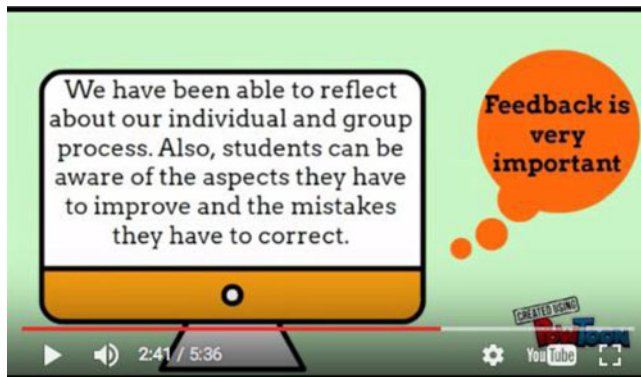 We have been able to reflect
about our individual and group
process. Also, students can be
aware of the aspects they have
to improve and the mistakes
they have to correct.
Feedback is
very
important
CREATED USING
POWTOON
2:41 / 5:36
YouTube